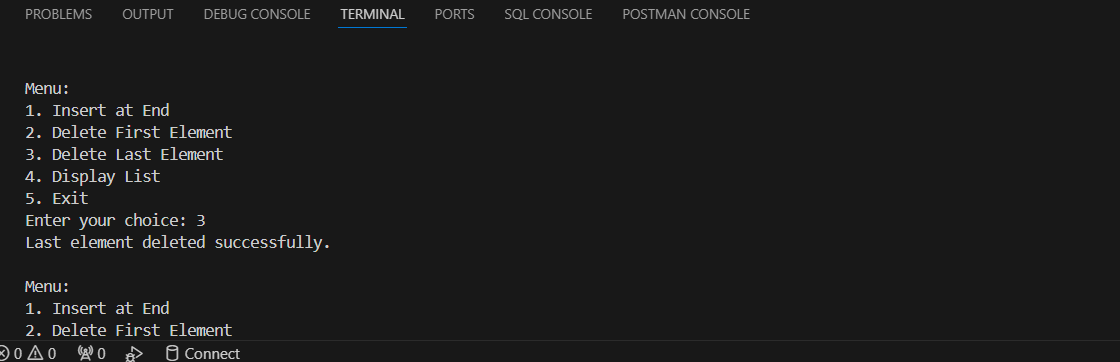 PROBLEMS OUTPUT DEBUG CONSOLE TERMINAL PORTS SQL CONSOLE POSTMAN CONSOLE
Menu:
1. Insert at End
2. Delete First Element
3. Delete Last Element
4. Display List
5. Exit
Enter your choice: 3
Last element deleted successfully.
Menu:
1. Insert at End
2. Delete First Element
0 0 0 Connect